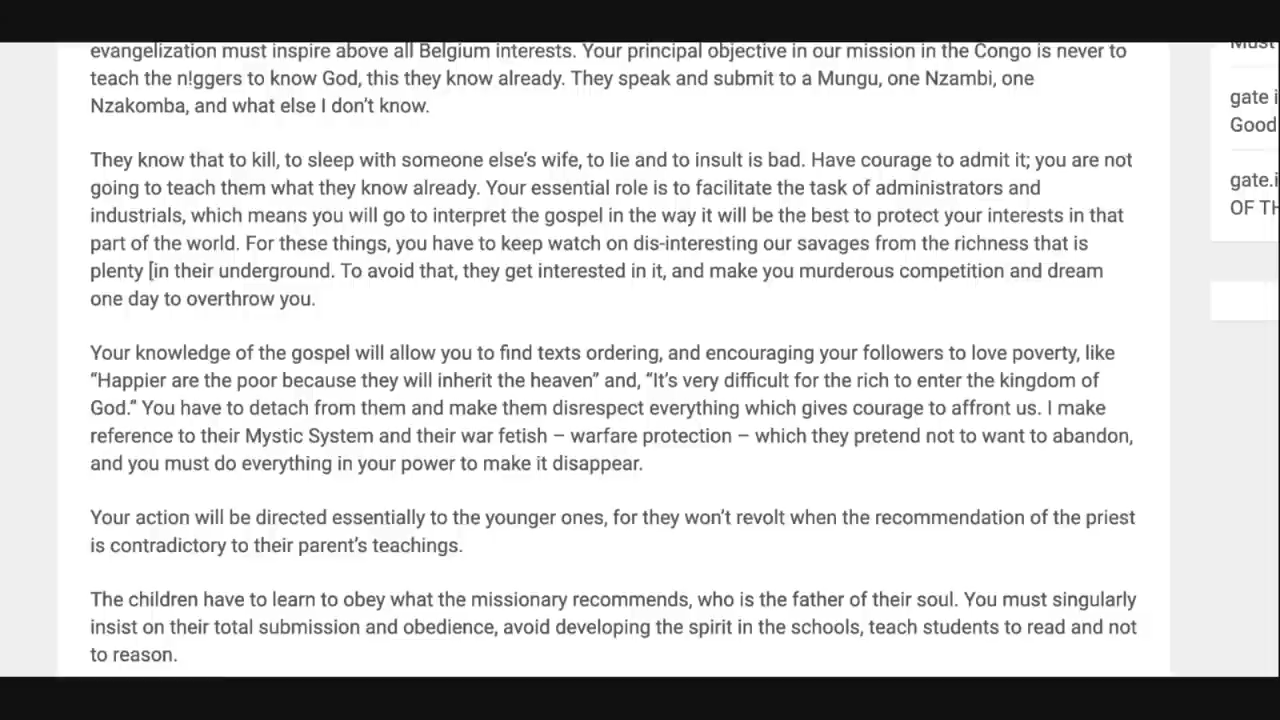 evangelization must inspire above all Belgium interests. Your principal objective in our mission in the Congo is never to
teach the n!ggers to know God, this they know already. They speak and submit to a Mungu, one Nzambi, one
Nzakomba, and what else I don't know.
They know that to kill, to sleep with someone else's wife, to lie and to insult is bad. Have courage to admit it; you are not
going to teach them what they know already. Your essential role is to facilitate the task of administrators and
industrials, which means you will go to interpret the gospel in the way it will be the best to protect your interests in that
part of the world. For these things, you have to keep watch on dis-interesting our savages from the richness that is
plenty [in their underground. To avoid that, they get interested in it, and make you murderous competition and dream
one day to overthrow you.
Your knowledge of the gospel will allow you to find texts ordering, and encouraging your followers to love poverty, like
“Happier are the poor because they will inherit the heaven” and, “It's very difficult for the rich to enter the kingdom of
God.” You have to detach from them and make them disrespect everything which gives courage to affront us. I make
reference to their Mystic System and their war fetish – warfare protection – which they pretend not to want to abandon,
and you must do everything in your power to make it disappear.
Your action will be directed essentially to the younger ones, for they won't revolt when the recommendation of the priest
is contradictory to their parent's teachings.
The children have to learn to obey what the missionary recommends, who is the father of their soul. You must singularly
insist on their total submission and obedience, avoid developing the spirit in the schools, teach students to read and not
to reason.
Must
gate i
Good
gate.i
OF TH